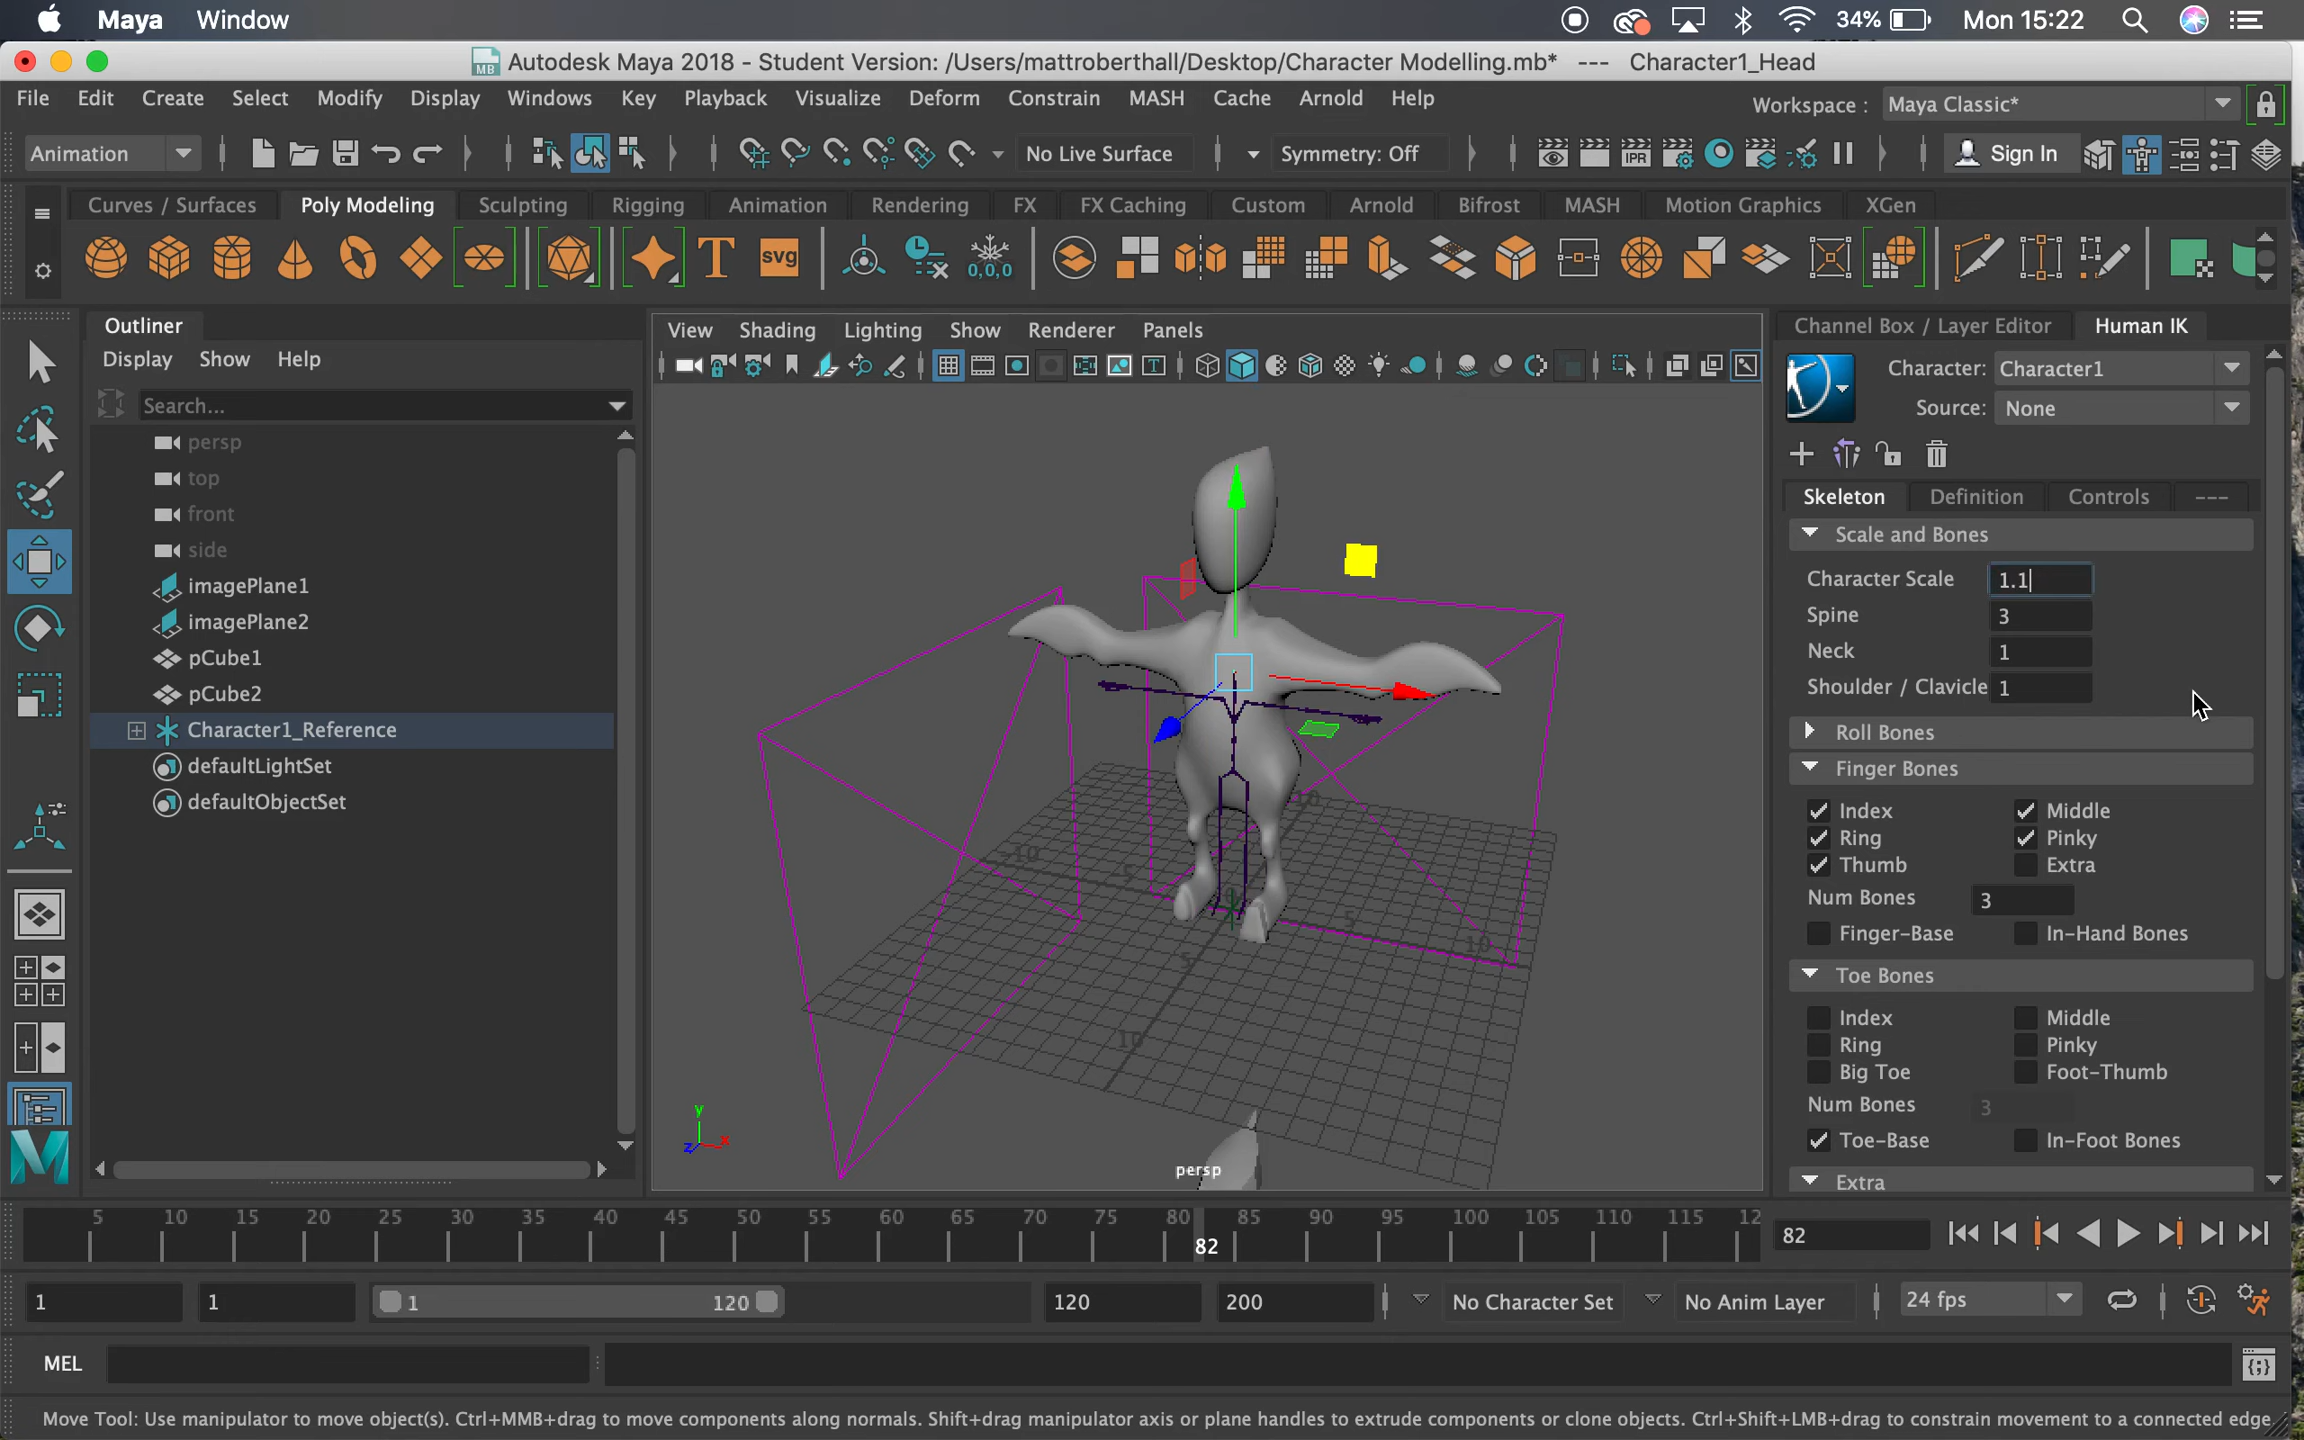 Maya Window 34% Mon 15:22
Autodesk Maya 2018 - Student Version: /Users/mattroberthall/Desktop/Character Modelling.mb* --- Character1_Head
File Edit Create Select Modify Display Windows Key Playback Visualize Deform Constrain MASH Cache Arnold Help Workspace : Maya Classic*
Animation No Live Surface Symmetry: Off IPR Sign In
Curves / Surfaces Poly Modeling Sculpting Rigging Animation Rendering FX FX Caching Custom Arnold Bifrost MASH Motion Graphics XGen
T svg 0,0,0
Outliner
Display Show Help
Search...
persp
top
front
side
imagePlane1
imagePlane2
pCube1
pCube2
Character1_Reference
defaultLightSet
defaultObjectSet
View Shading Lighting Show Renderer Panels
10
-10
-5
5
10
5
10
y
z x
persp
Channel Box / Layer Editor Human IK
Character: Character1
Source: None
Skeleton Definition Controls ---
Scale and Bones
Character Scale 1.1
Spine 3
Neck 1
Shoulder / Clavicle 1
Roll Bones
Finger Bones
Index Middle
Ring Pinky
Thumb Extra
Num Bones 3
Finger-Base In-Hand Bones
Toe Bones
Index Middle
Ring Pinky
Big Toe Foot-Thumb
Num Bones 3
Toe-Base In-Foot Bones
Extra
5 10 15 20 25 30 35 40 45 50 55 60 65 70 75 80 85 90 95 100 105 110 115 12
82 82
1 1 1 120 120 200 No Character Set No Anim Layer 24 fps
MEL
Move Tool: Use manipulator to move object(s). Ctrl+MMB+drag to move components along normals. Shift+drag manipulator axis or plane handles to extrude components or clone objects. Ctrl+Shift+LMB+drag to constrain movement to a connected edge.